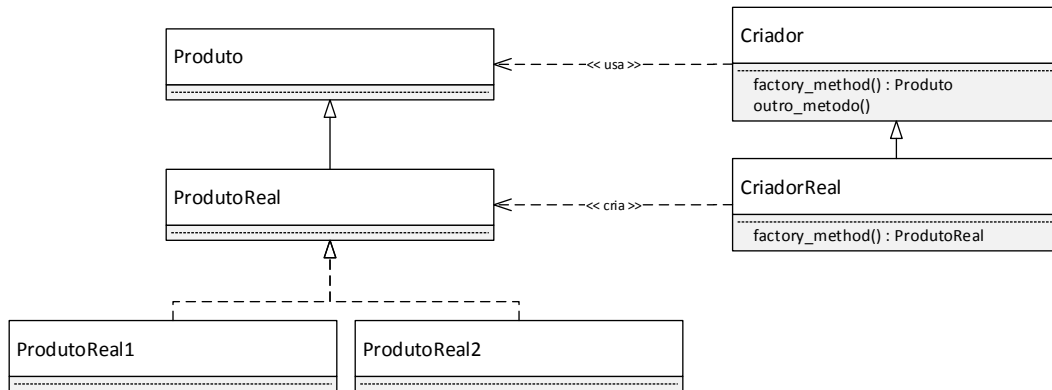 Produto
<< usa >>
Criador
factory_method() : Produto
outro_metodo()
ProdutoReal
<< cria >>
CriadorReal
factory_method() : ProdutoReal
ProdutoReal1
ProdutoReal2